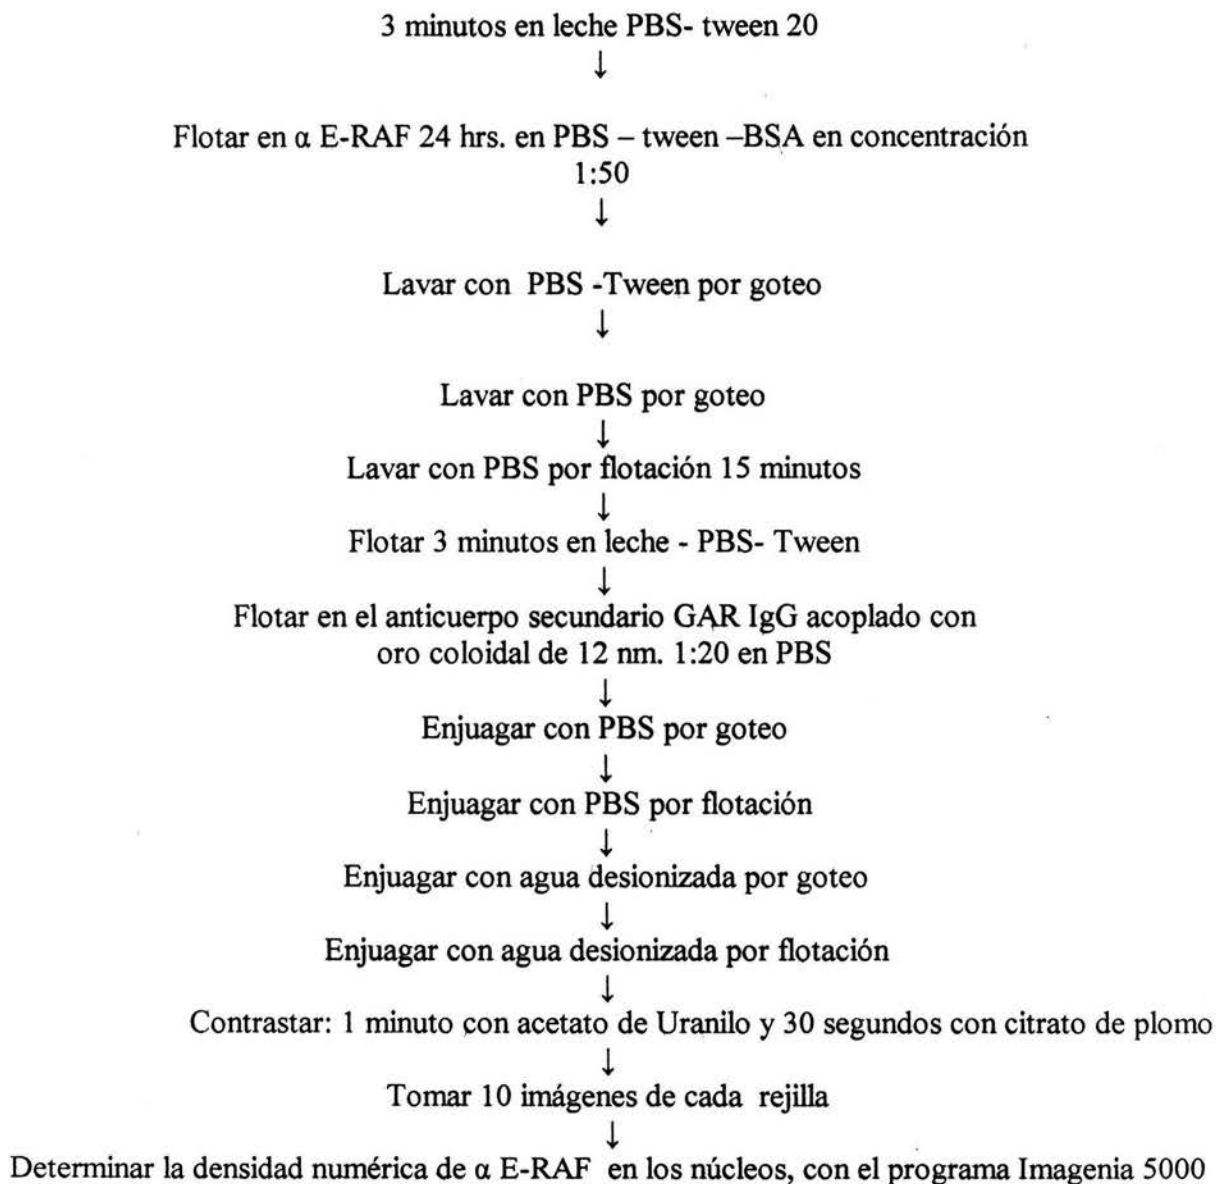 3 minutos en leche PBS- tween 20
↓
Flotar en α E-RAF 24 hrs. en PBS – tween –BSA en concentración
1:50
↓
Lavar con PBS -Tween por goteo
↓
Lavar con PBS por goteo
↓
Lavar con PBS por flotación 15 minutos
↓
Flotar 3 minutos en leche - PBS- Tween
↓
Flotar en el anticuerpo secundario GAR IgG acoplado con
oro coloidal de 12 nm. 1:20 en PBS
↓
Enjuagar con PBS por goteo
↓
Enjuagar con PBS por flotación
↓
Enjuagar con agua desionizada por goteo
↓
Enjuagar con agua desionizada por flotación
↓
Contrastar: 1 minuto con acetato de Uranilo y 30 segundos con citrato de plomo
↓
Tomar 10 imágenes de cada rejilla
↓
Determinar la densidad numérica de α E-RAF en los núcleos, con el programa Imagenia 5000